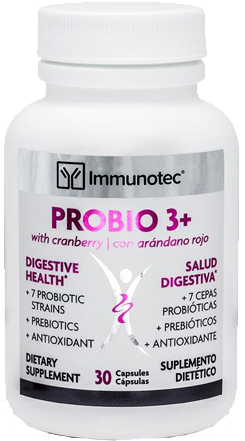 Immunotec®
PROBIO 3+
with cranberry | con arándano rojo
DIGESTIVE
HEALTH*
+ 7 PROBIOTIC
STRAINS
+ PREBIOTICS
+ ANTIOXIDANT
SALUD
DIGESTIVA*
+ 7 CEPAS
PROBIÓTICAS
+ PREBIÓTICOS
+ ANTIOXIDANTE
DIETARY
SUPPLEMENT
30 Capsules
Cápsulas
SUPLEMENTO
DIETÉTICO